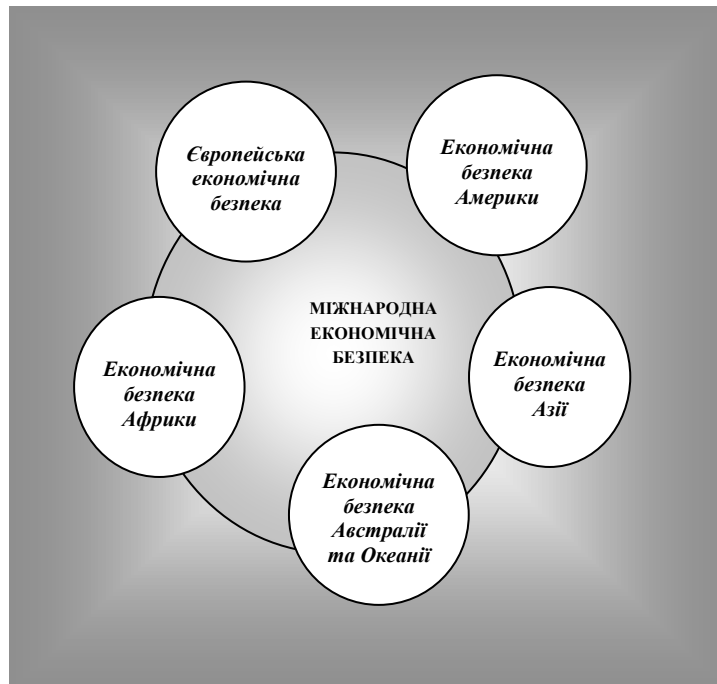 Європейська
економічна
безпека
Економічна
безпека
Америки
МІЖНАРОДНА
ЕКОНОМІЧНА
БЕЗПЕКА
Економічна
безпека
Африки
Економічна
безпека
Азії
Економічна
безпека
Австралії
та Океанії